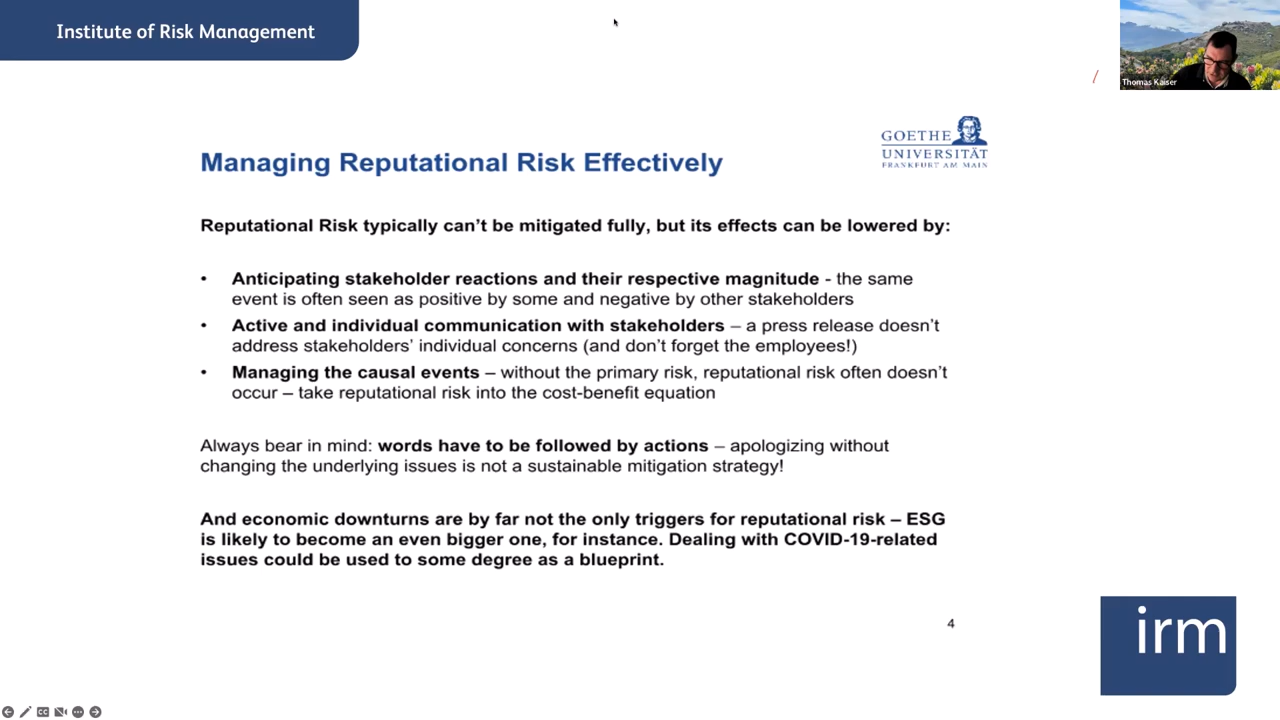 Institute of Risk Management
Thomas Kaiser
GOETHE
UNIVERSITÄT
FRANKFURT AM MAIN
Managing Reputational Risk Effectively
Reputational Risk typically can’t be mitigated fully, but its effects can be lowered by:
• Anticipating stakeholder reactions and their respective magnitude - the same
event is often seen as positive by some and negative by other stakeholders
• Active and individual communication with stakeholders – a press release doesn’t
address stakeholders’ individual concerns (and don’t forget the employees!)
• Managing the causal events – without the primary risk, reputational risk often doesn’t
occur – take reputational risk into the cost-benefit equation
Always bear in mind: words have to be followed by actions – apologizing without
changing the underlying issues is not a sustainable mitigation strategy!
And economic downturns are by far not the only triggers for reputational risk – ESG
is likely to become an even bigger one, for instance. Dealing with COVID-19-related
issues could be used to some degree as a blueprint.
4
irm
CC